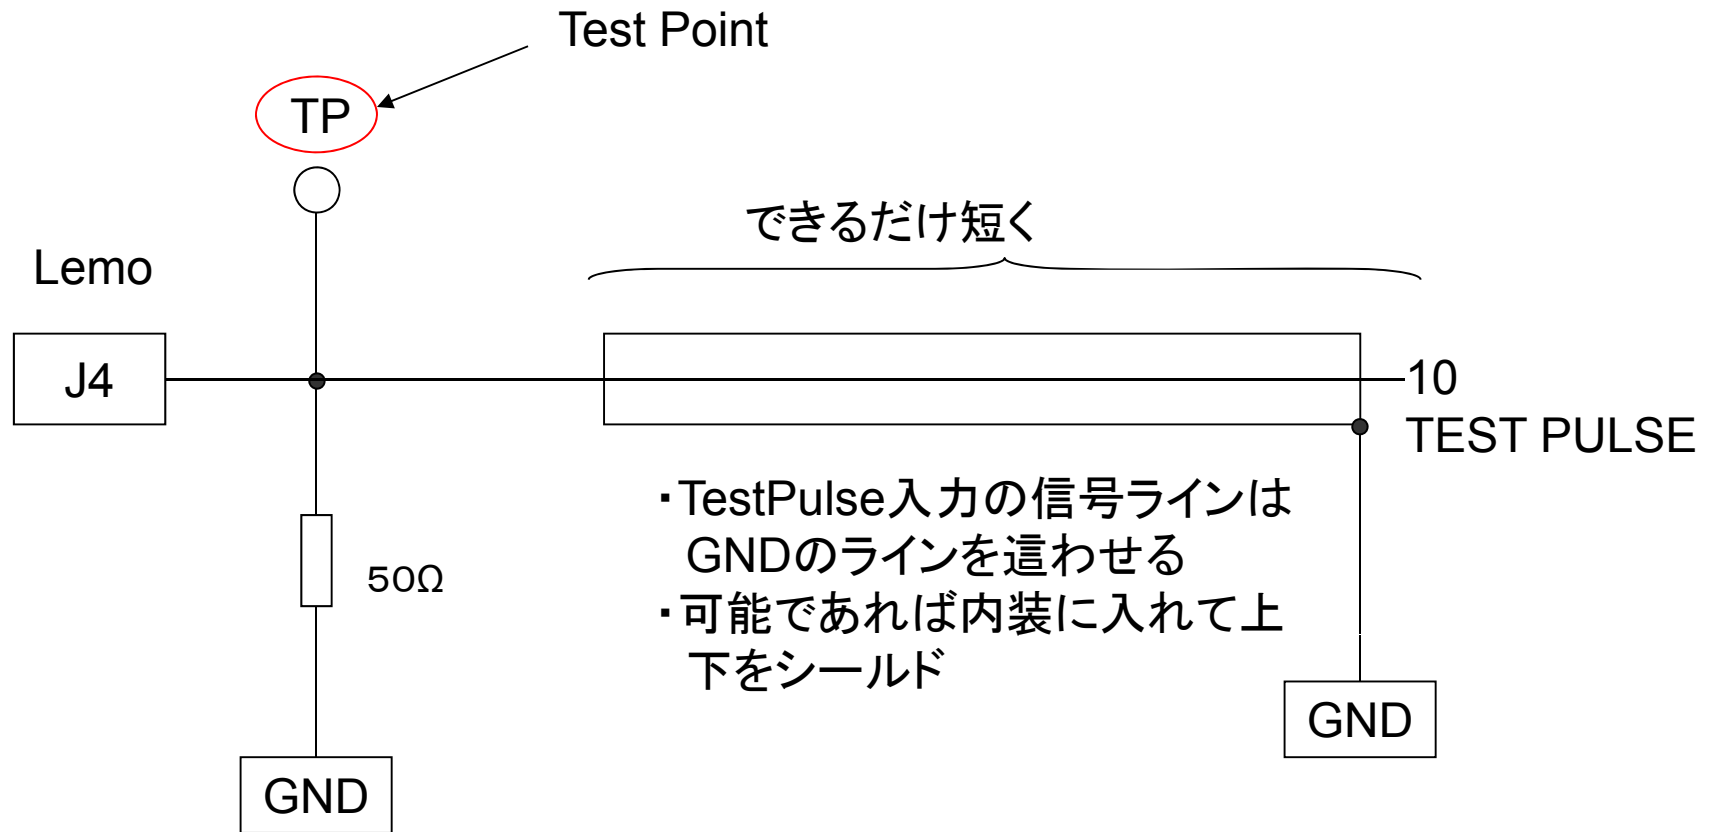 Test Point
TP
できるだけ短く
Lemo
J4
10
TEST PULSE
・TestPulse入力の信号ラインは
GNDのラインを這わせる
・可能であれば内装に入れて上
下をシールド
50Ω
GND
GND